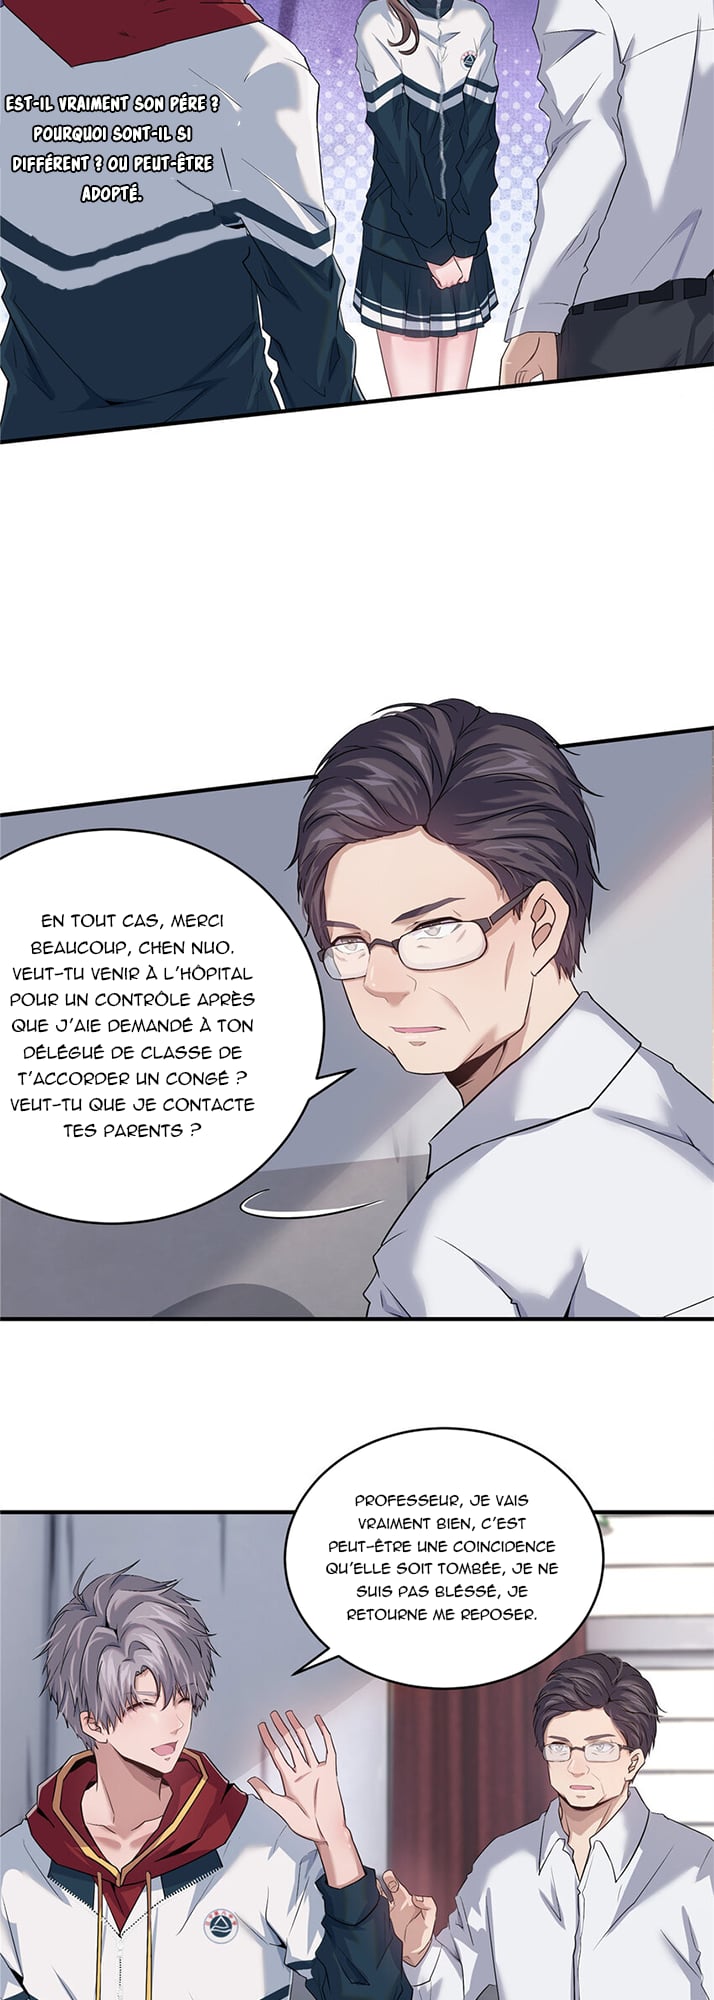 EST-IL VRAIMENT SON PÉRE ?
POURQUOI SONT-IL SI
DIFFÉRENT ? OU PEUT-ÊTRE
ADOPTÉ.
EN TOUT CAS, MERCI
BEAUCOUP, CHEN NUO.
VEUT-TU VENIR À L'HÔPITAL
POUR UN CONTRÔLE APRÈS
QUE J'AIE DEMANDÉ À TON
DÉLÉGUÉ DE CLASSE DE
T'ACCORDER UN CONGÉ ?
VEUT-TU QUE JE CONTACTE
TES PARENTS ?
PROFESSEUR, JE VAIS
VRAIMENT BIEN, C'EST
PEUT-ÊTRE UNE COINCIDENCE
QU'ELLE SOIT TOMBÉE, JE NE
SUIS PAS BLÉSSÉ, JE
RETOURNE ME REPOSER.